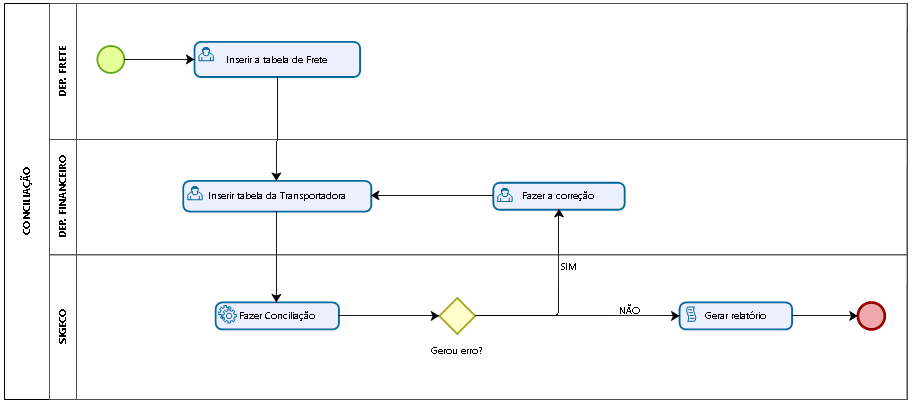 CONCILIAÇÃO
DEP. FRETE
Inserir a tabela de Frete
DEP. FINANCEIRO
Inserir tabela da Transportadora
Fazer a correção
SIGECO
SIM
Fazer Conciliação
NÃO
Gerar relatório
Gerou erro?